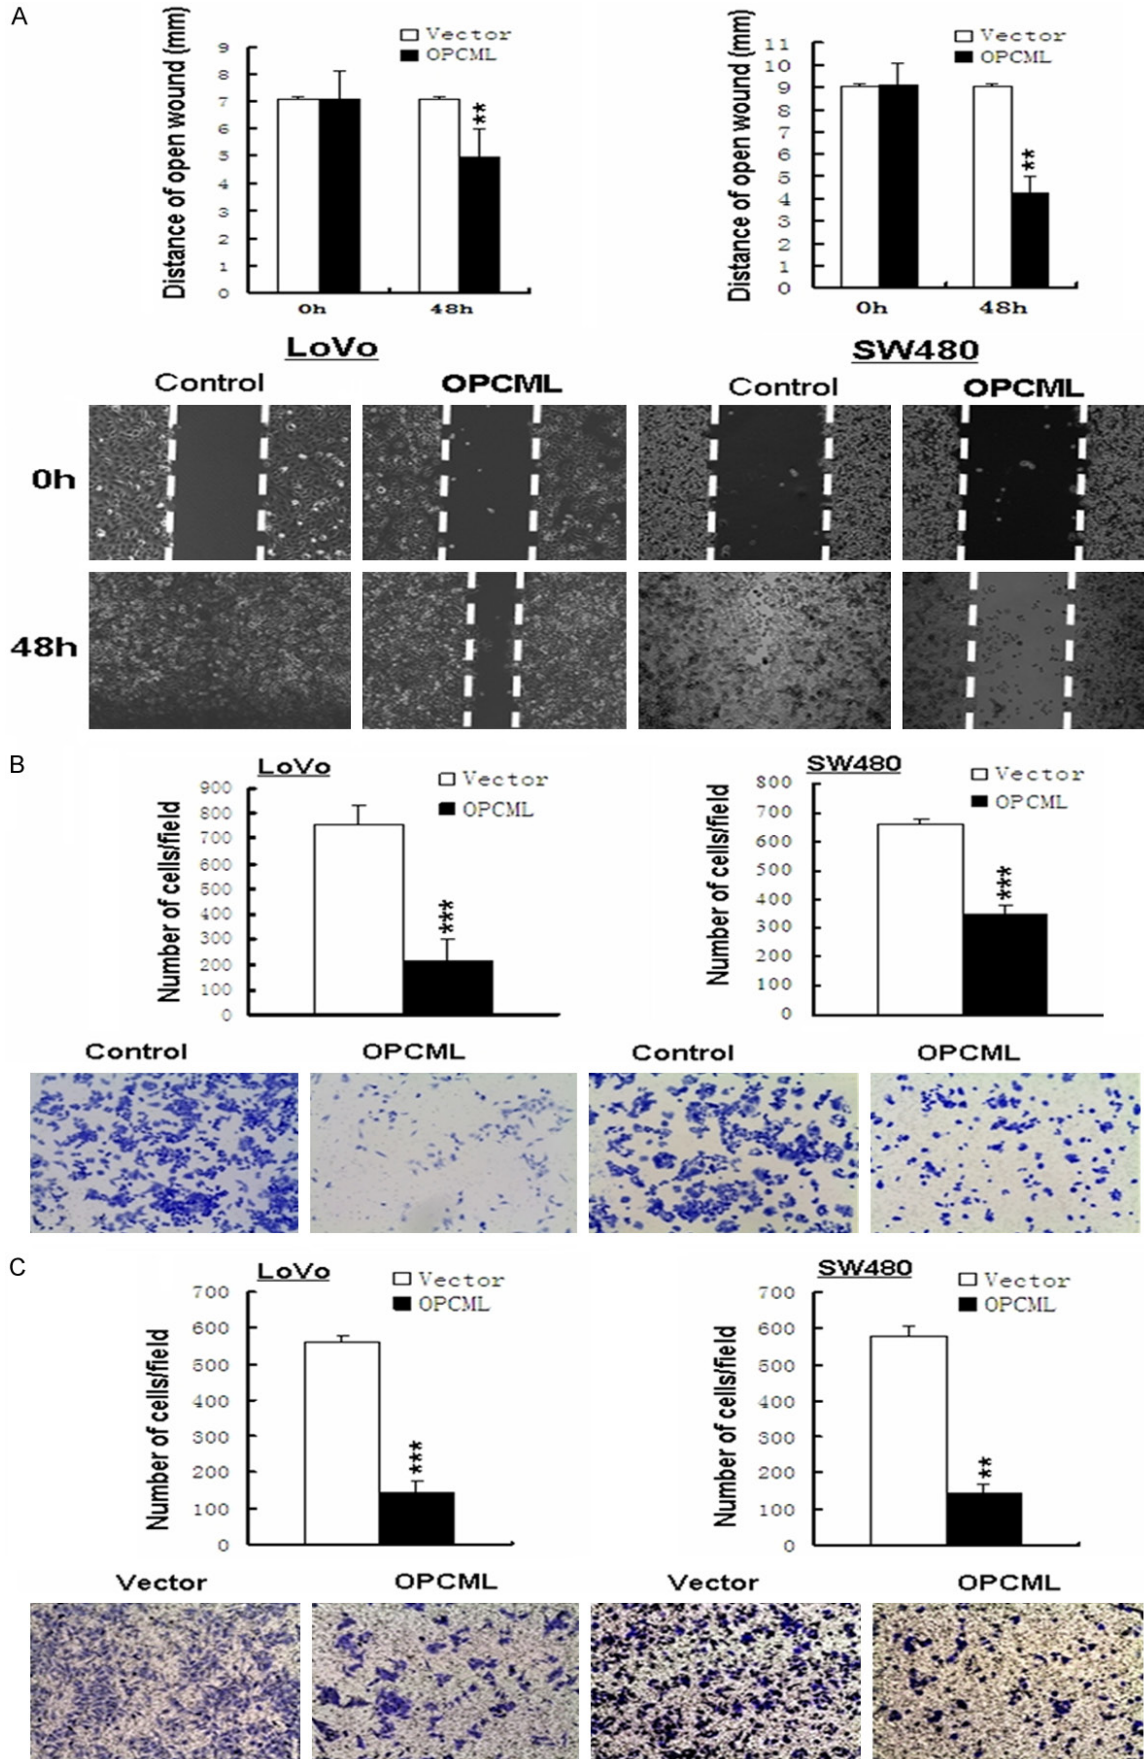 A
Distance of open wound (mm)
Vector
OPCML
9
8
7
6
5
4
3
2
1
0
**
0h
48h
Distance of open wound (mm)
Vector
OPCML
11
10
9
8
7
6
5
4
3
2
1
0
**
0h
48h
LoVo
SW480
Control
OPCML
Control
OPCML
0h
48h
B
LoVo
Vector
OPCML
Number of cells/field
900
800
700
600
500
400
300
200
100
0
***
SW480
Vector
OPCML
Number of cells/field
800
700
600
500
400
300
200
100
0
***
Control
OPCML
Control
OPCML
C
LoVo
Vector
OPCML
Number of cells/field
700
600
500
400
300
200
100
0
***
SW480
Vector
OPCML
Number of cells/field
700
600
500
400
300
200
100
0
**
Vector
OPCML
Vector
OPCML